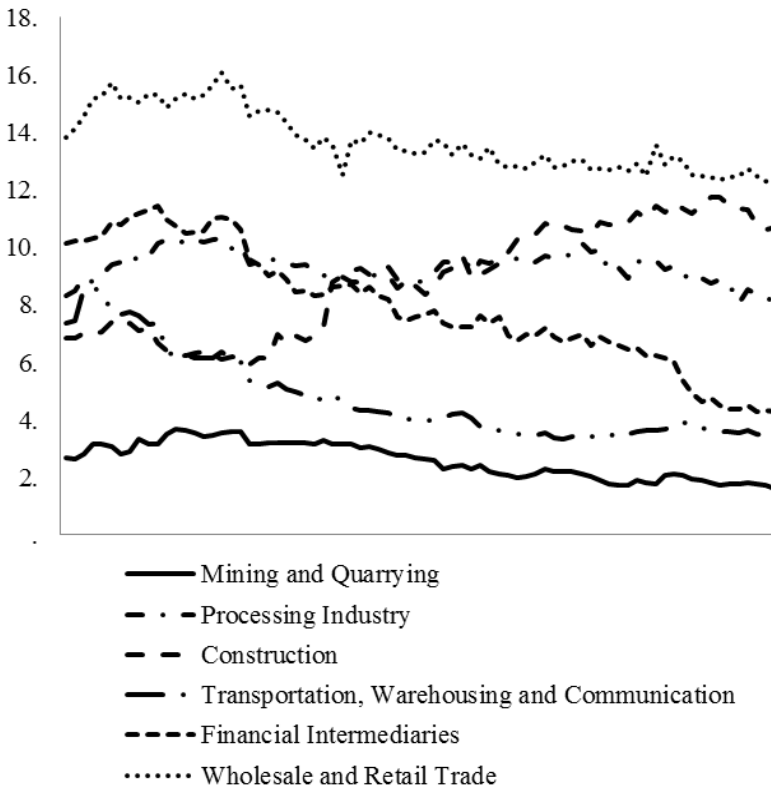 18.
16.
14.
12.
10.
8.
6.
4.
2.
.
Mining and Quarrying
Processing Industry
Construction
Transportation, Warehousing and Communication
Financial Intermediaries
Wholesale and Retail Trade